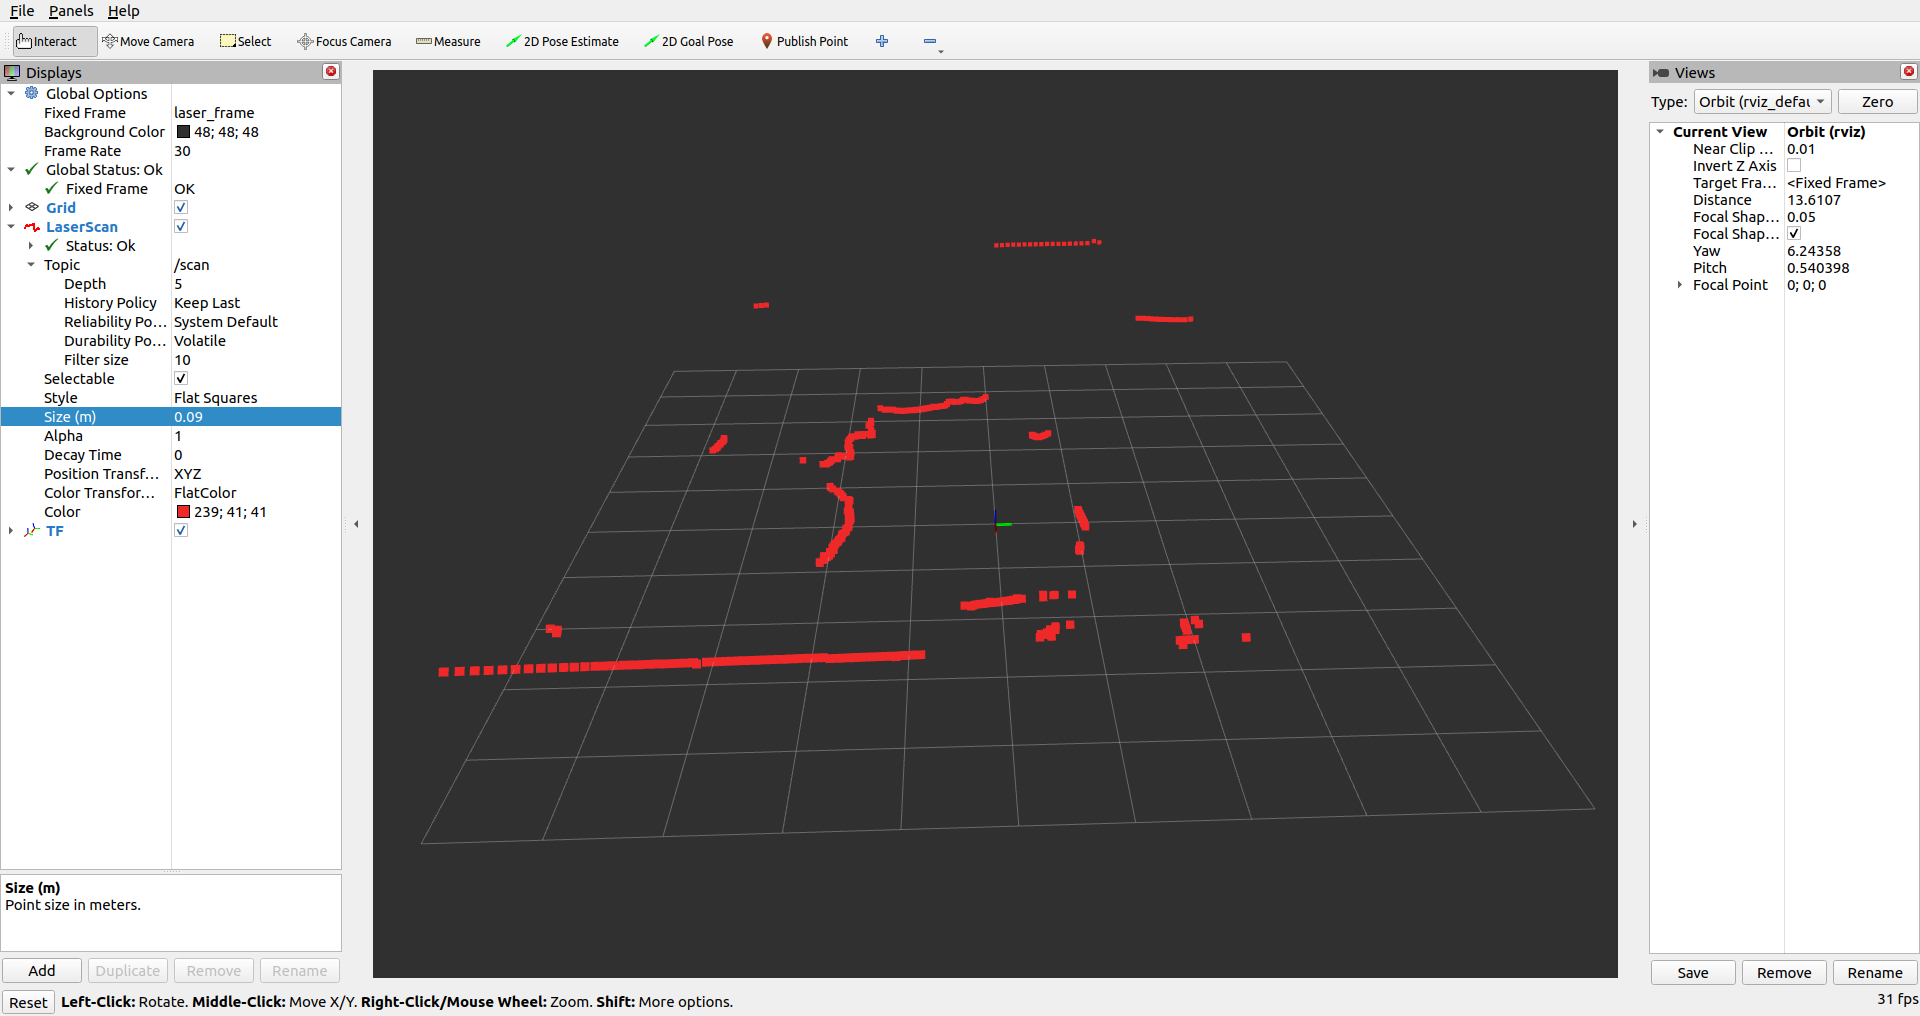 File Panels Help
Interact Move Camera Select Focus Camera Measure 2D Pose Estimate 2D Goal Pose Publish Point
Displays
Global Options
Fixed Frame laser_frame
Background Color 48; 48; 48
Frame Rate 30
Global Status: Ok
Fixed Frame OK
Grid
LaserScan
Status: Ok
Topic /scan
Depth 5
History Policy Keep Last
Reliability Po... System Default
Durability Po... Volatile
Filter size 10
Selectable
Style Flat Squares
Size (m) 0.09
Alpha 1
Decay Time 0
Position Transf... XYZ
Color Transfor... FlatColor
Color 239; 41; 41
TF
Size (m)
Point size in meters.
Add Duplicate Remove Rename
Views
Type: Orbit (rviz_defau Zero
Current View Orbit (rviz)
Near Clip ... 0.01
Invert Z Axis
Target Fra... <Fixed Frame>
Distance 13.6107
Focal Shap... 0.05
Focal Shap...
Yaw 6.24358
Pitch 0.540398
Focal Point 0; 0; 0
Save Remove Rename
Reset Left-Click: Rotate. Middle-Click: Move X/Y. Right-Click/Mouse Wheel: Zoom. Shift: More options. 31 fps